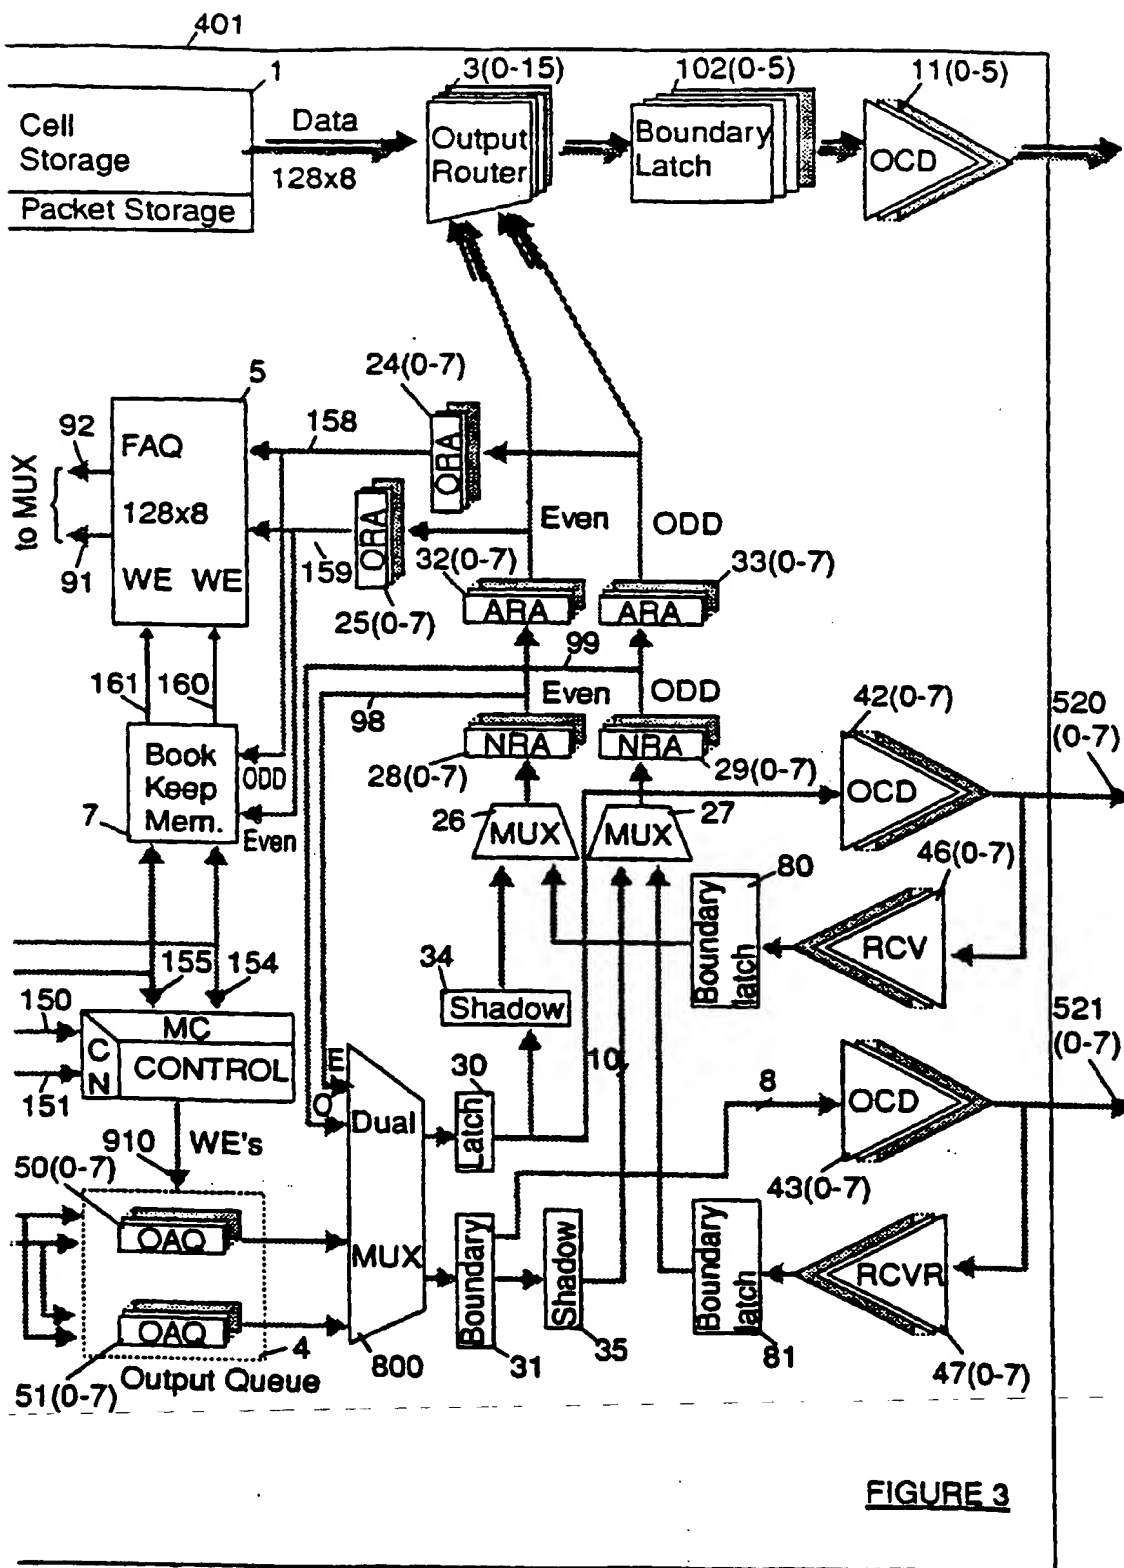 401
1
3(0-15)
102(0-5)
11(0-5)
Cell
Storage
Packet Storage
Data
128x8
Output
Router
Boundary
Latch
OCD
24(0-7)
5
92
158
FAQ
128x8
WE WE
to MUX
91
ORA
ORA
159
25(0-7)
Even
ODD
32(0-7)
33(0-7)
ARA
ARA
99
161
160
98
Even
ODD
NRA
NRA
28(0-7)
29(0-7)
42(0-7)
520
(0-7)
Book
Keep
Mem.
ODD
Even
7
26
MUX
MUX
27
OCD
46(0-7)
80
Boundary
latch
RCV
155
154
34
Shadow
150
151
C
N
MC
CONTROL
521
(0-7)
E
O
30
10
Dual
MUX
Latch
8
OCD
43(0-7)
910
WE's
50(0-7)
OAQ
OAQ
51(0-7)
4
Output Queue
800
Boundary
31
Shadow
35
Boundary
latch
81
RCVR
47(0-7)
FIGURE 3